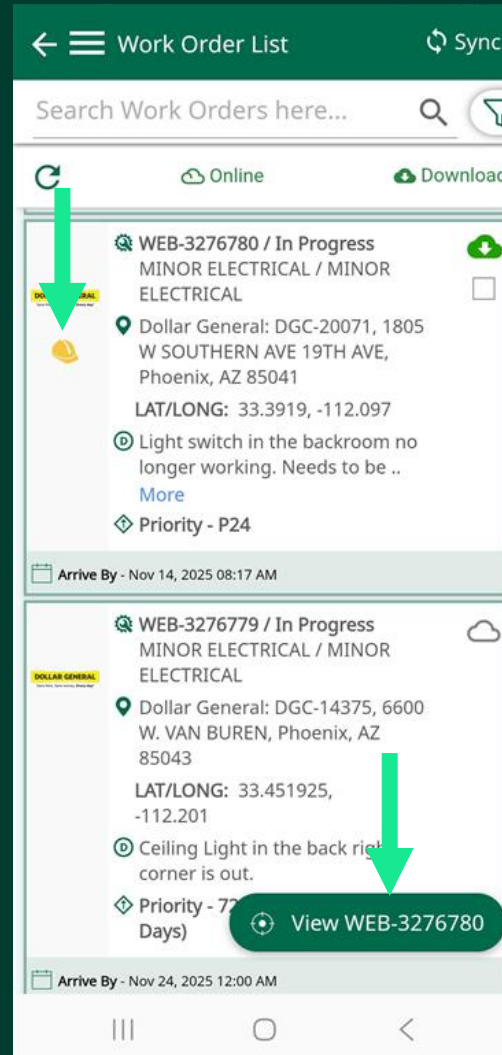 Work Order List
Sync
Search Work Orders here...
Online
Download
WEB-3276780 / In Progress
MINOR ELECTRICAL / MINOR
ELECTRICAL
Dollar General: DGC-20071, 1805
W SOUTHERN AVE 19TH AVE,
Phoenix, AZ 85041
LAT/LONG: 33.3919, -112.097
D
Light switch in the backroom no
longer working. Needs to be ..
More
Priority - P24
Arrive By - Nov 14, 2025 08:17 AM
WEB-3276779 / In Progress
MINOR ELECTRICAL / MINOR
ELECTRICAL
DOLLAR GENERAL
Dollar General: DGC-14375, 6600
W. VAN BUREN, Phoenix, AZ
85043
LAT/LONG: 33.451925,
-112.201
D
Ceiling Light in the back
corner is out.
Priority - 72
Days)
View WEB-3276780
Arrive By - Nov 24, 2025 12:00 AM